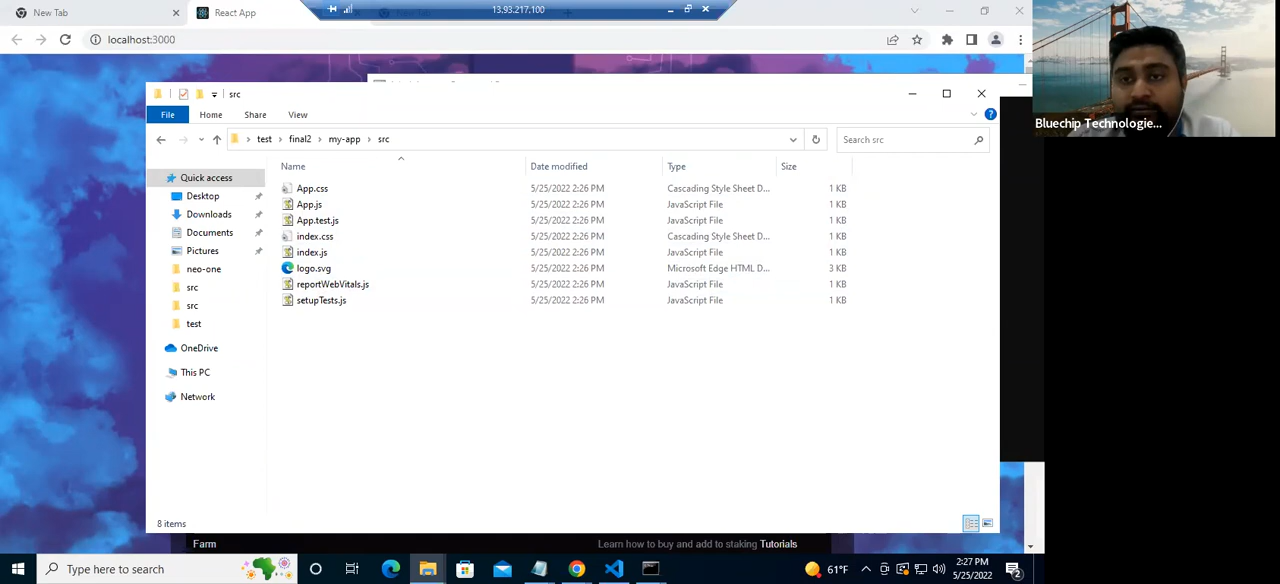 New Tab
React App
13.93.217.100
New Tab
localhost:3000
src
File
Home
Share
View
test
final2
my-app
src
Search src
Name
Date modified
Type
Size
Quick access
Desktop
Downloads
Documents
Pictures
neo-one
src
src
test
OneDrive
This PC
Network
App.css 5/25/2022 2:26 PM Cascading Style Sheet D... 1 KB
App.js 5/25/2022 2:26 PM JavaScript File 1 KB
App.test.js 5/25/2022 2:26 PM JavaScript File 1 KB
index.css 5/25/2022 2:26 PM Cascading Style Sheet D... 1 KB
index.js 5/25/2022 2:26 PM JavaScript File 1 KB
logo.svg 5/25/2022 2:26 PM Microsoft Edge HTML D... 3 KB
reportWebVitals.js 5/25/2022 2:26 PM JavaScript File 1 KB
setupTests.js 5/25/2022 2:26 PM JavaScript File 1 KB
8 items
Farm
Learn how to buy and add to staking Tutorials
Type here to search
61°F
2:27 PM
5/25/2022
2
Bluechip Technologie...